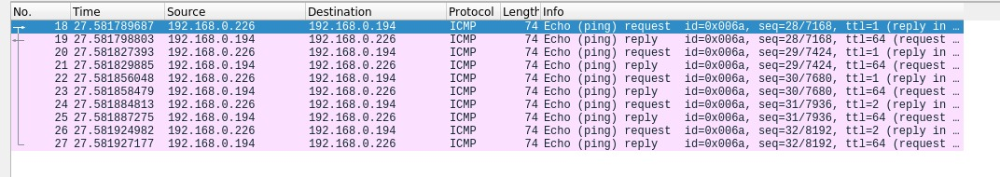 No. Time Source Destination Protocol Length Info
18 27.581789687 192.168.0.226 192.168.0.194 ICMP 74 Echo (ping) request id=0x006a, seq=28/7168, ttl=1 (reply in …
19 27.581798803 192.168.0.194 192.168.0.226 ICMP 74 Echo (ping) reply id=0x006a, seq=28/7168, ttl=64 (request …
20 27.581827393 192.168.0.226 192.168.0.194 ICMP 74 Echo (ping) request id=0x006a, seq=29/7424, ttl=1 (reply in …
21 27.581829885 192.168.0.194 192.168.0.226 ICMP 74 Echo (ping) reply id=0x006a, seq=29/7424, ttl=64 (request …
22 27.581856048 192.168.0.226 192.168.0.194 ICMP 74 Echo (ping) request id=0x006a, seq=30/7680, ttl=1 (reply in …
23 27.581858479 192.168.0.194 192.168.0.226 ICMP 74 Echo (ping) reply id=0x006a, seq=30/7680, ttl=64 (request …
24 27.581884813 192.168.0.226 192.168.0.194 ICMP 74 Echo (ping) request id=0x006a, seq=31/7936, ttl=2 (reply in …
25 27.581887275 192.168.0.194 192.168.0.226 ICMP 74 Echo (ping) reply id=0x006a, seq=31/7936, ttl=64 (request …
26 27.581924982 192.168.0.226 192.168.0.194 ICMP 74 Echo (ping) request id=0x006a, seq=32/8192, ttl=2 (reply in …
27 27.581927177 192.168.0.194 192.168.0.226 ICMP 74 Echo (ping) reply id=0x006a, seq=32/8192, ttl=64 (request …